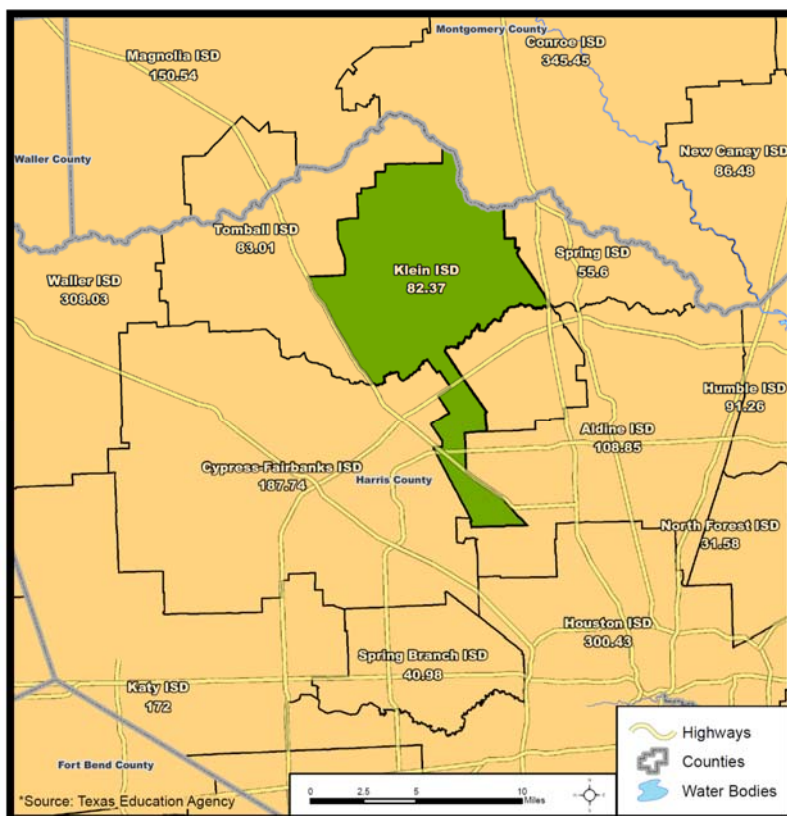 Montgomery County
Magnolia ISD
150.54
Conroe ISD
345.45
Waller County
New Caney ISD
86.48
Tomball ISD
83.01
Waller ISD
308.03
Klein ISD
82.37
Spring ISD
55.6
Humble ISD
91.26
Aldine ISD
108.85
Cypress-Fairbanks ISD
187.74
Harris County
North Forest ISD
31.58
Houston ISD
300.43
Spring Branch ISD
40.98
Katy ISD
172
Fort Bend County
*Source: Texas Education Agency
0 2.5 5 10
Miles
Highways
Counties
Water Bodies